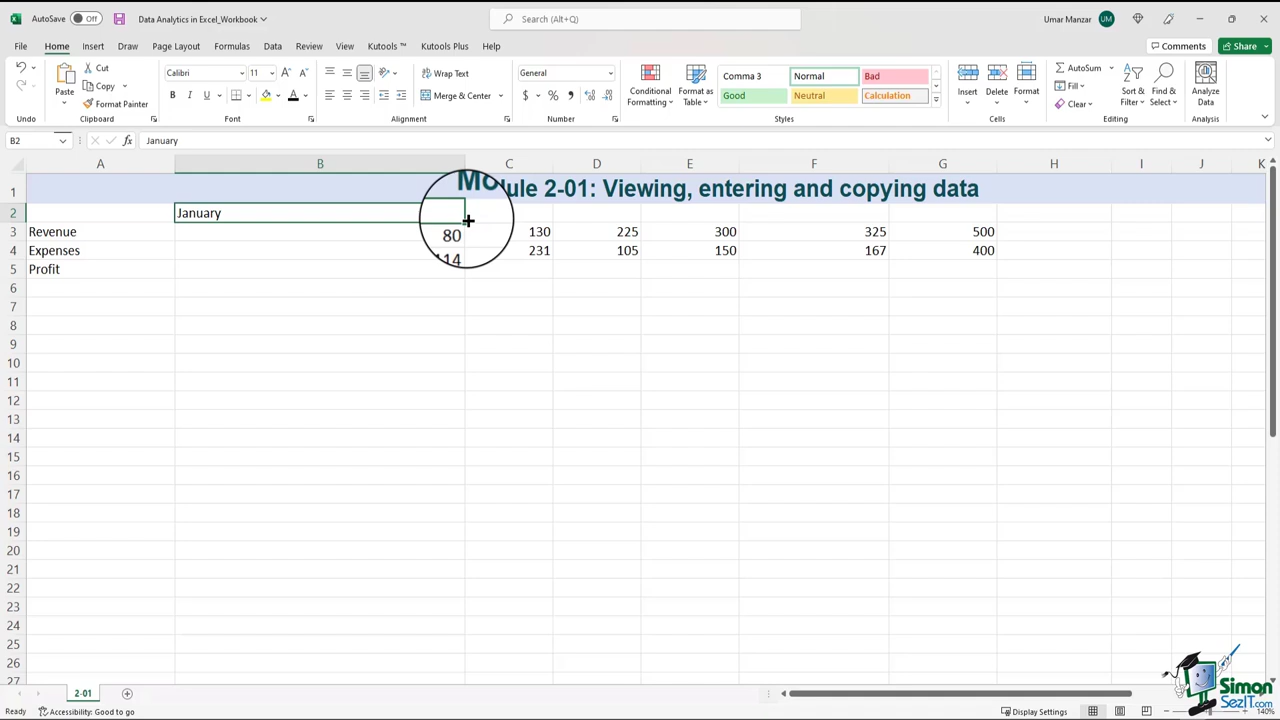 AutoSave Off Data Analytics in Excel_Workbook Search (Alt+Q) Umar Manzar UM
File Home Insert Draw Page Layout Formulas Data Review View Kutools ™ Kutools Plus Help Comments Share
Paste Cut Copy Format Painter
Calibri 11
B I U
Wrap Text
Merge & Center
General
$ % ,
Conditional Formatting Format as Table
Comma 3 Normal Bad
Good Neutral Calculation
Insert Delete Format
AutoSum
Fill
Clear
Sort & Filter Find & Select
Analyze Data
Undo Clipboard Font Alignment Number Styles Cells Editing Analysis
B2 fx January
A B C D E F G H I J K
1 Module 2-01: Viewing, entering and copying data
2 January
3 Revenue 80 130 225 300 325 500
4 Expenses 114 231 105 150 167 400
5 Profit
6
7
8
9
10
11
12
13
14
15
16
17
18
19
20
21
22
23
24
25
26
27
2-01
Ready Accessibility: Good to go Display Settings 140%
Simon
SezIT.com